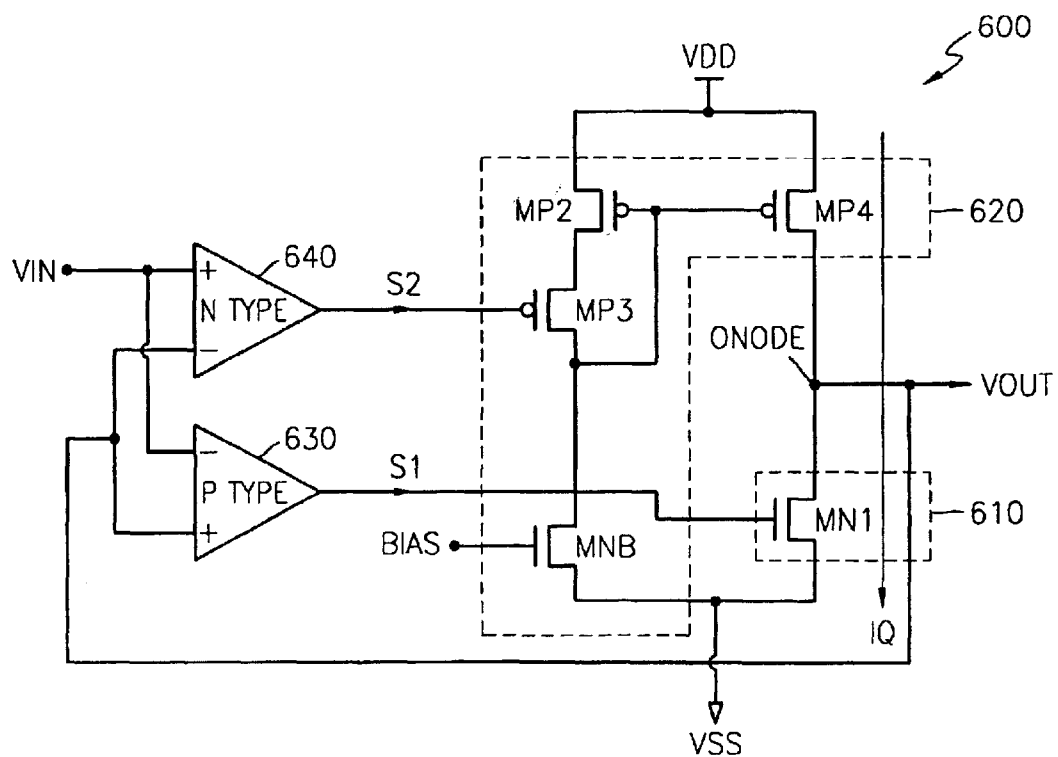 600
VDD
MP2
MP4
620
VIN
+
640
N TYPE
−
S2
MP3
ONODE
VOUT
−
630
P TYPE
+
S1
BIAS
MNB
MN1
610
IQ
VSS